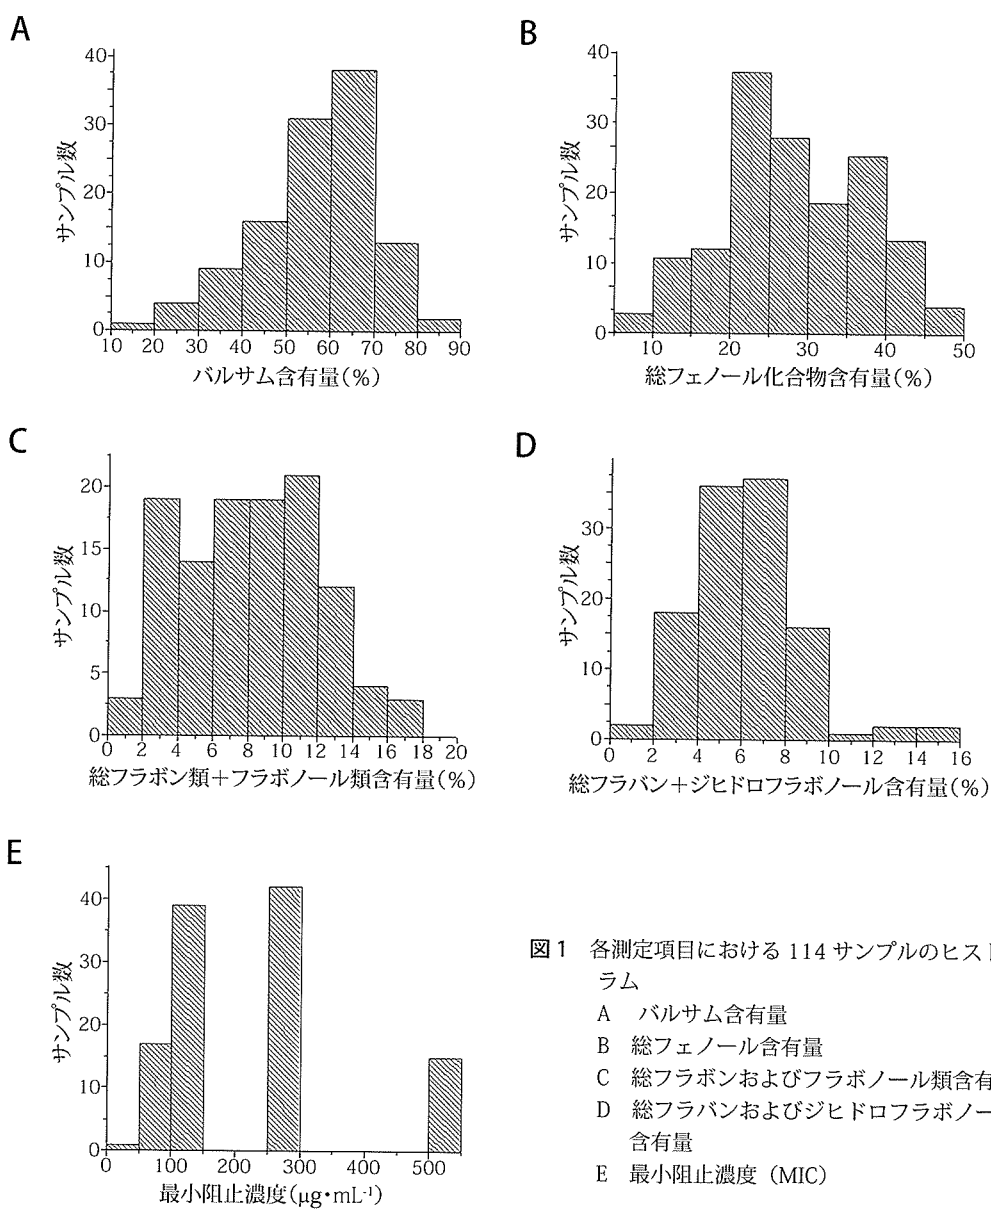 A
40
30
20
10
0
サンプル数
10 20 30 40 50 60 70 80 90
バルサム含有量(%)
B
40
30
20
10
0
サンプル数
10 20 30 40 50
総フェノール化合物含有量(%)
C
20
15
10
5
0
サンプル数
0 2 4 6 8 10 12 14 16 18 20
総フラボン類+フラボノール類含有量(%)
D
30
20
10
0
サンプル数
0 2 4 6 8 10 12 14 16
総フラバン+ジヒドロフラボノール含有量(%)
E
40
30
20
10
0
サンプル数
0 100 200 300 400 500
最小阻止濃度(μg・mL⁻¹)
図1 各測定項目における 114 サンプルのヒスト
ラム
A バルサム含有量
B 総フェノール含有量
C 総フラボンおよびフラボノール類含有
D 総フラバンおよびジヒドロフラボノー
含有量
E 最小阻止濃度(MIC)